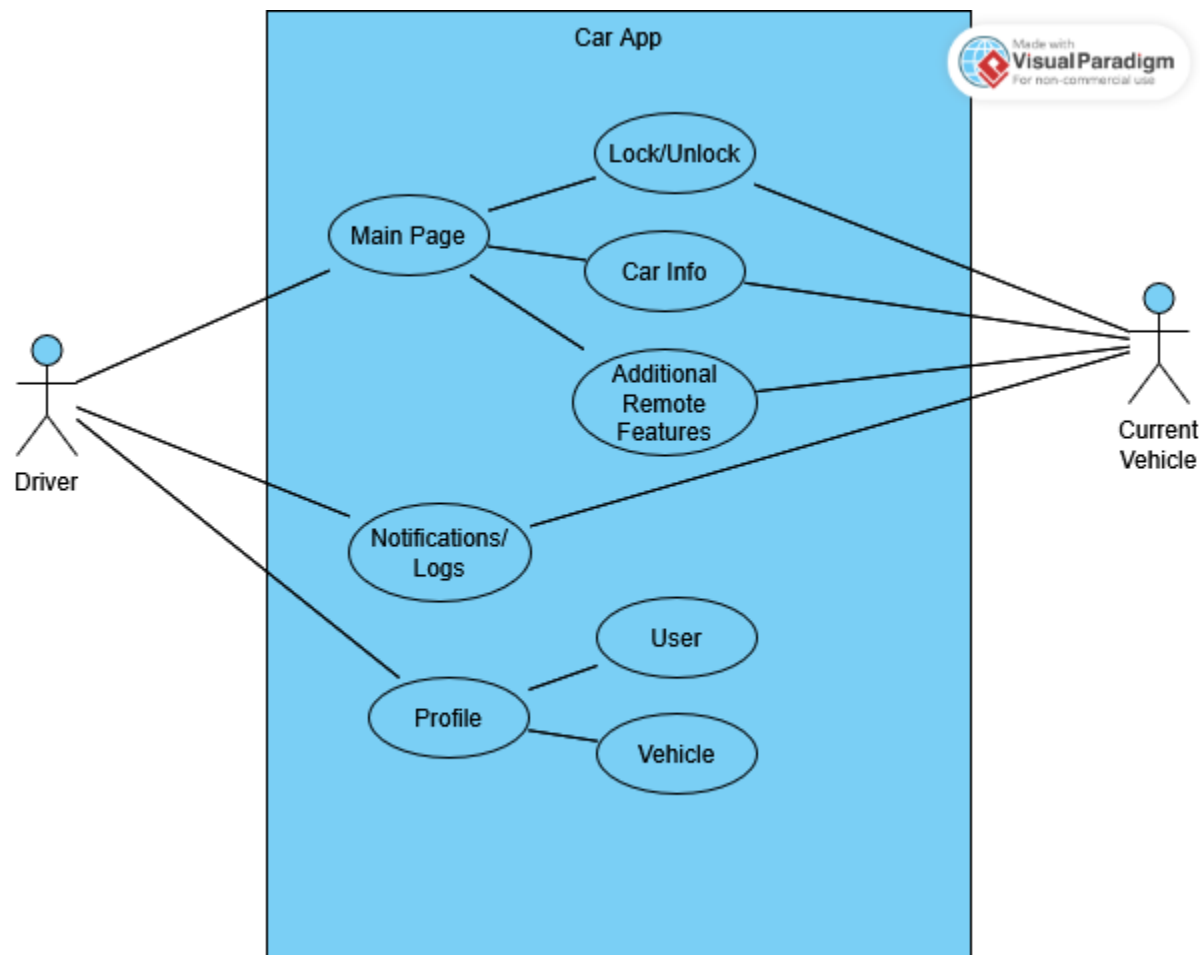 Car App
Made with
Visual Paradigm
For non-commercial use
Lock/Unlock
Main Page
Car Info
Additional
Remote
Features
Driver
Current
Vehicle
Notifications/
Logs
User
Profile
Vehicle